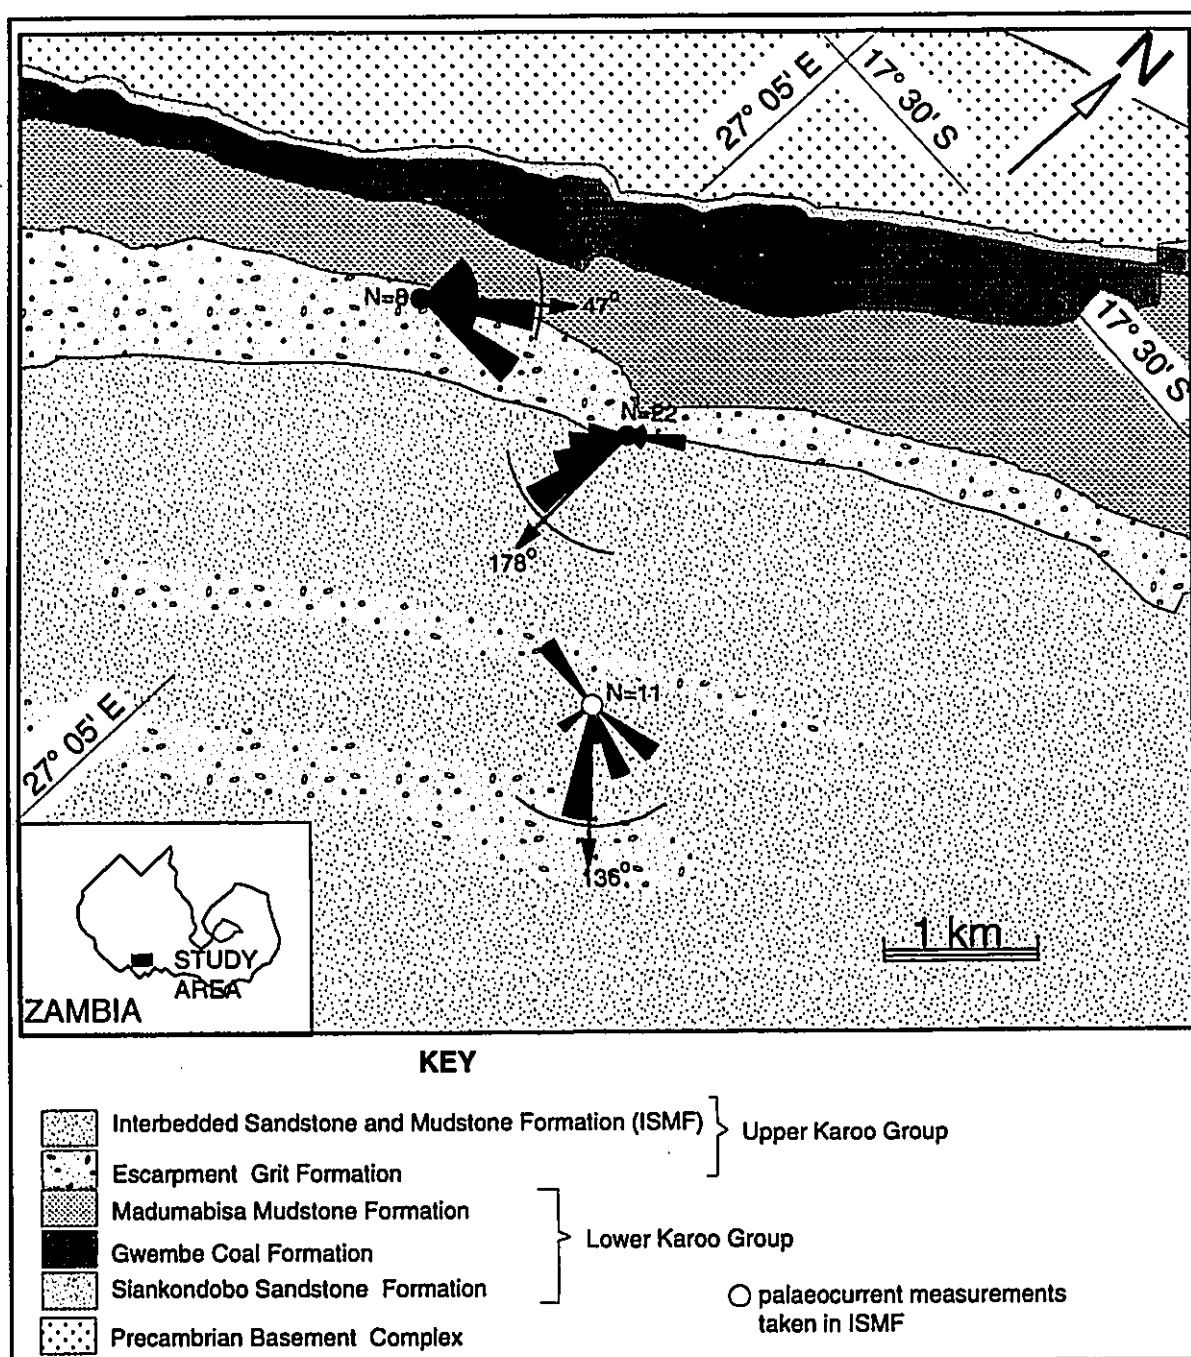 N
27° 05' E
17° 30' S
N=8
47°
17° 30' S
N=22
178°
N=11
27° 05' E
136°
1 km
STUDY
AREA
ZAMBIA
KEY
Interbedded Sandstone and Mudstone Formation (ISMF)
Upper Karoo Group
Escarpment Grit Formation
Madumabisa Mudstone Formation
Lower Karoo Group
Gwembe Coal Formation
Siankondobo Sandstone Formation
palaeocurrent measurements
taken in ISMF
Precambrian Basement Complex